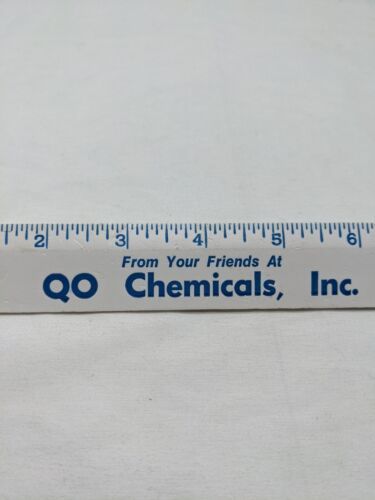 2 3 4 5 6
From Your Friends At
QO Chemicals, Inc.